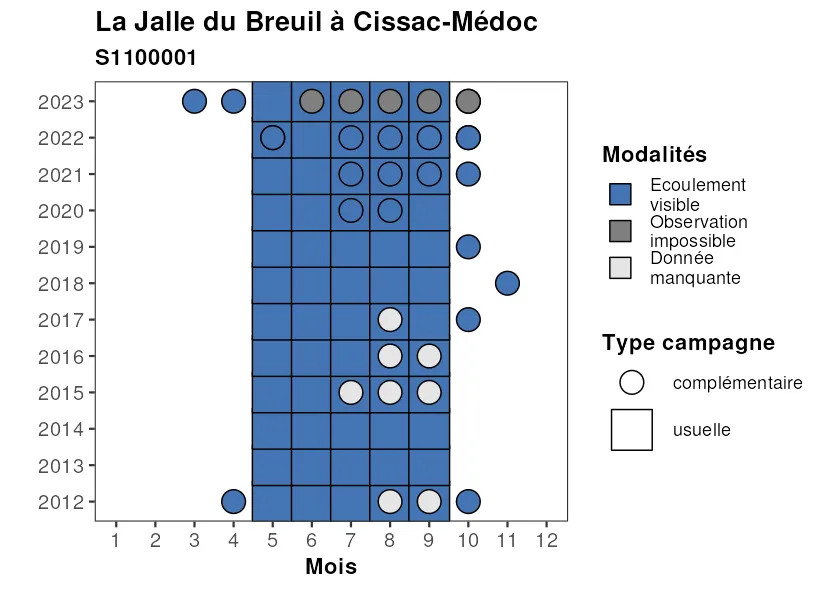 La Jalle du Breuil à Cissac-Médoc
S1100001
2023
2022
2021
2020
2019
2018
2017
2016
2015
2014
2013
2012
1 2 3 4 5 6 7 8 9 10 11 12
Mois
Modalités
Ecoulement
visible
Observation
impossible
Donnée
manquante
Type campagne
complémentaire
usuelle